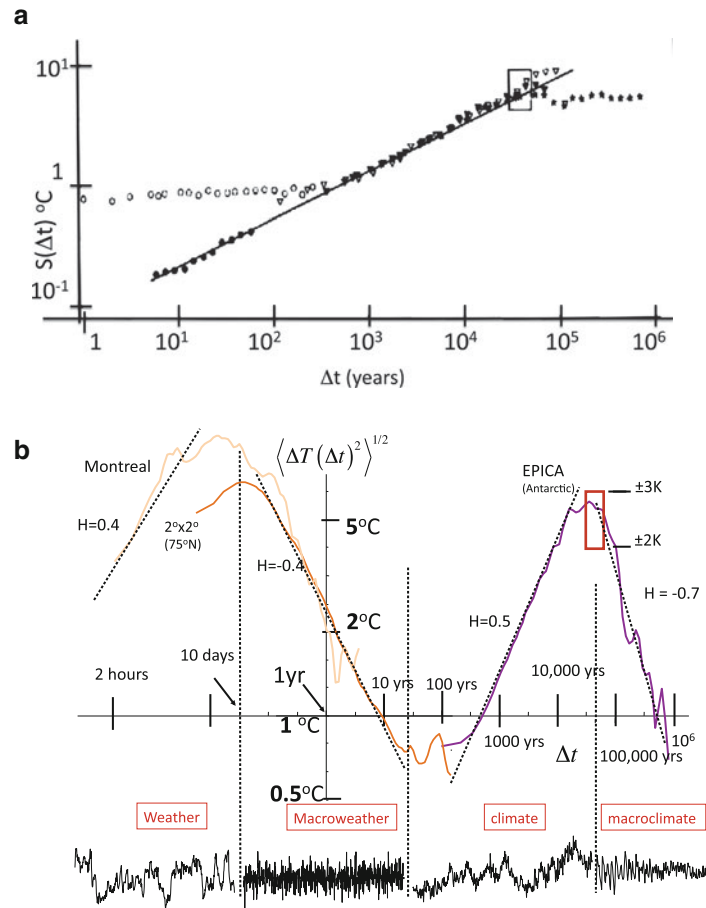 a
10¹
1
10⁻¹
S(Δt) °C
1 10¹ 10² 10³ 10⁴ 10⁵ 10⁶
Δt (years)
b
⟨ΔT(Δt)²⟩^1/2
Montreal
EPICA
(Antarctic)
±3K
H=0.4
2°x2°
(75°N)
5°C
±2K
H=-0.4
H = -0.7
H=0.5
2°C
10 days
2 hours
1yr
10 yrs
100 yrs
10,000 yrs
1 °C
1000 yrs
Δt
100,000 yrs
10⁶
0.5°C
Weather
Macroweather
climate
macroclimate